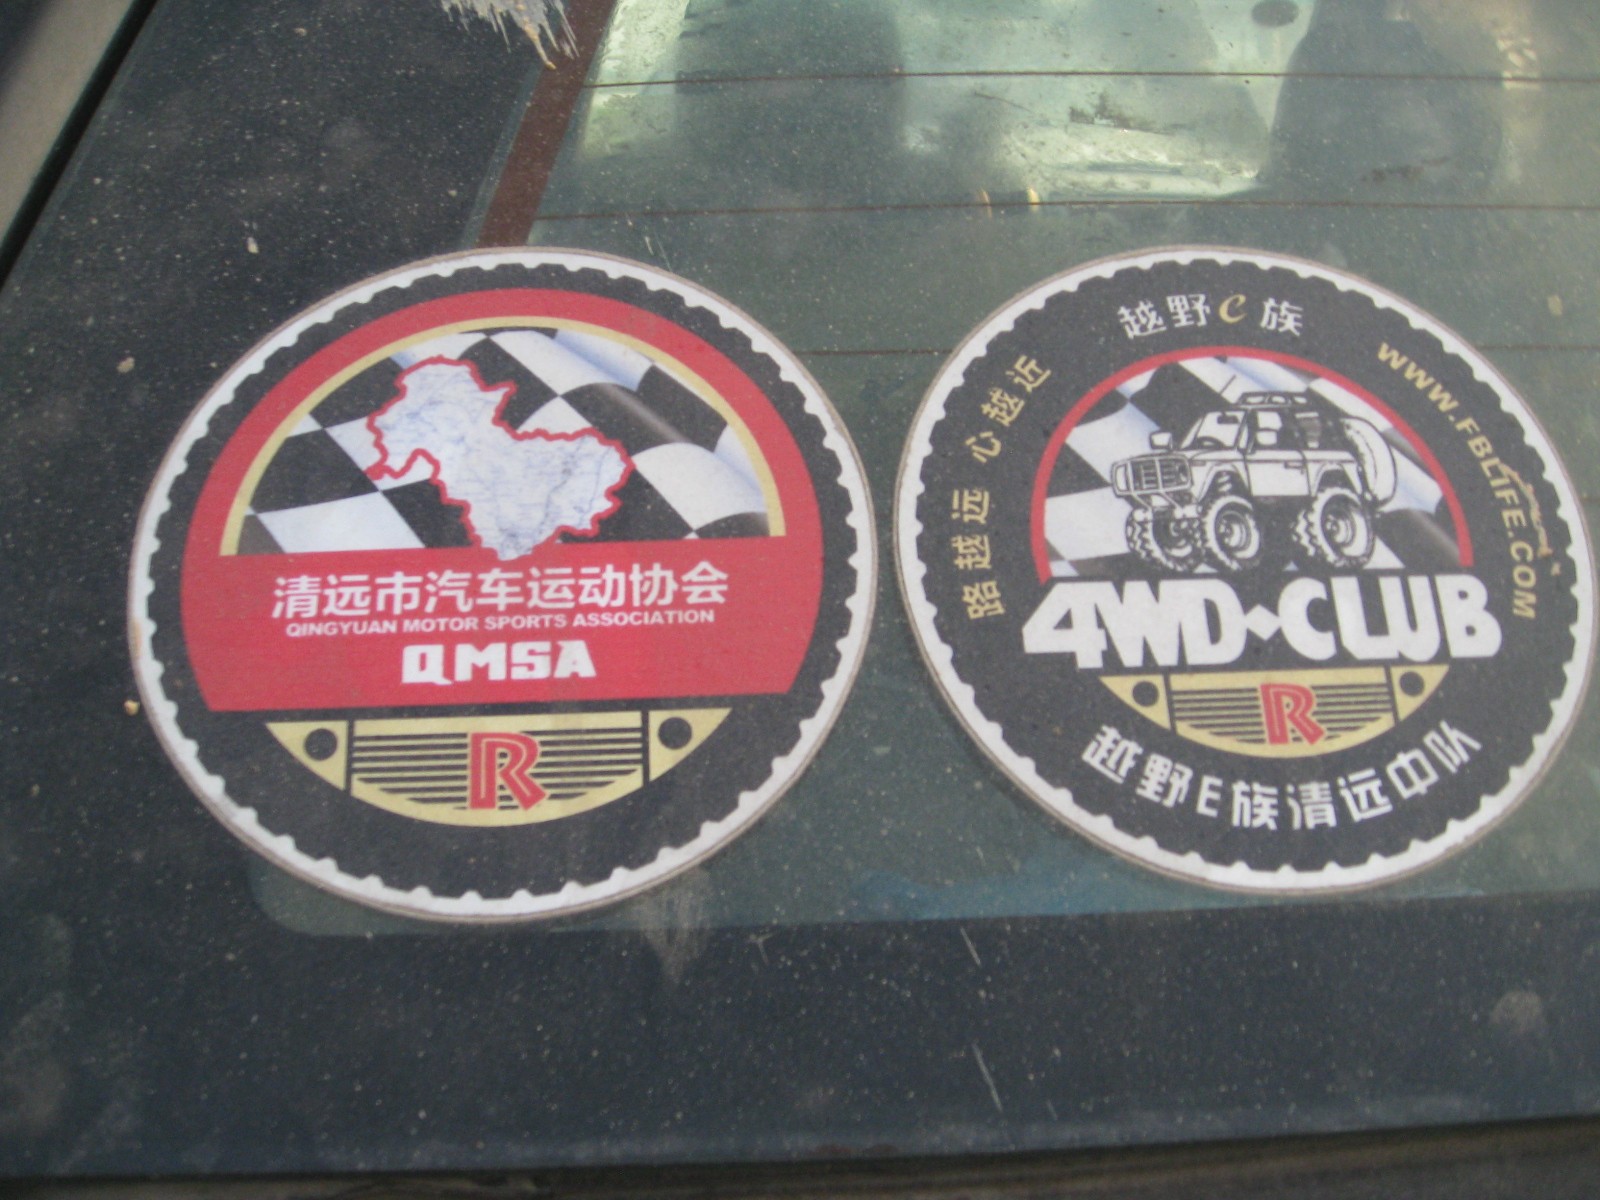 清远市汽车运动协会
QINGYUAN MOTOR SPORTS ASSOCIATION
QMSA
R
越野e族
路越远 心越近
WWW.FBLIFE.COM
4WD◆CLUB
R
越野E族清远中队